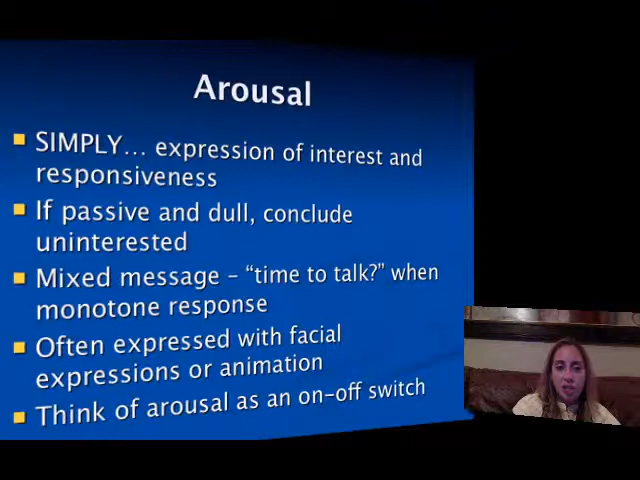 Arousal
SIMPLY… expression of interest and
responsiveness
If passive and dull, conclude
uninterested
Mixed message – “time to talk?” when
monotone response
Often expressed with facial
expressions or animation
Think of arousal as an on-off switch